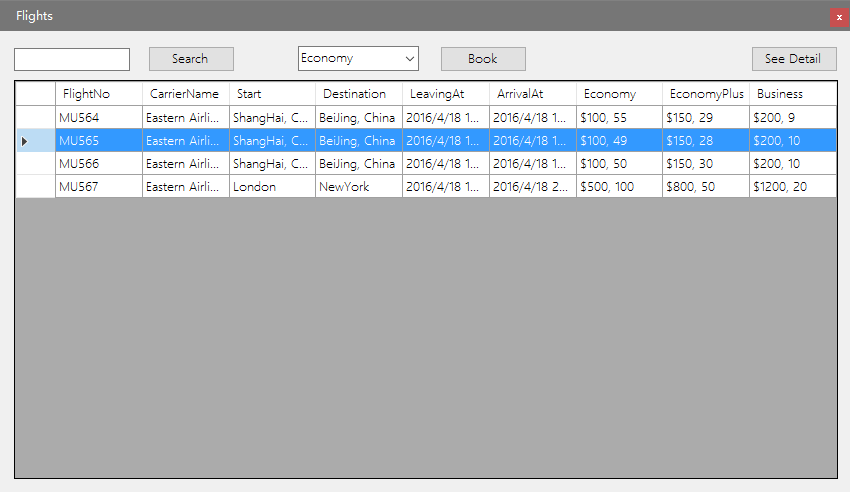 Flights x
Search Economy Book See Detail
FlightNo CarrierName Start Destination LeavingAt ArrivalAt Economy EconomyPlus Business
MU564 Eastern Airli... ShangHai, C... BeiJing, China 2016/4/18 1... 2016/4/18 1... $100, 55 $150, 29 $200, 9
MU565 Eastern Airli... ShangHai, C... BeiJing, China 2016/4/18 1... 2016/4/18 1... $100, 49 $150, 28 $200, 10
MU566 Eastern Airli... ShangHai, C... BeiJing, China 2016/4/18 1... 2016/4/18 1... $100, 50 $150, 30 $200, 10
MU567 Eastern Airli... London NewYork 2016/4/18 1... 2016/4/18 2... $500, 100 $800, 50 $1200, 20